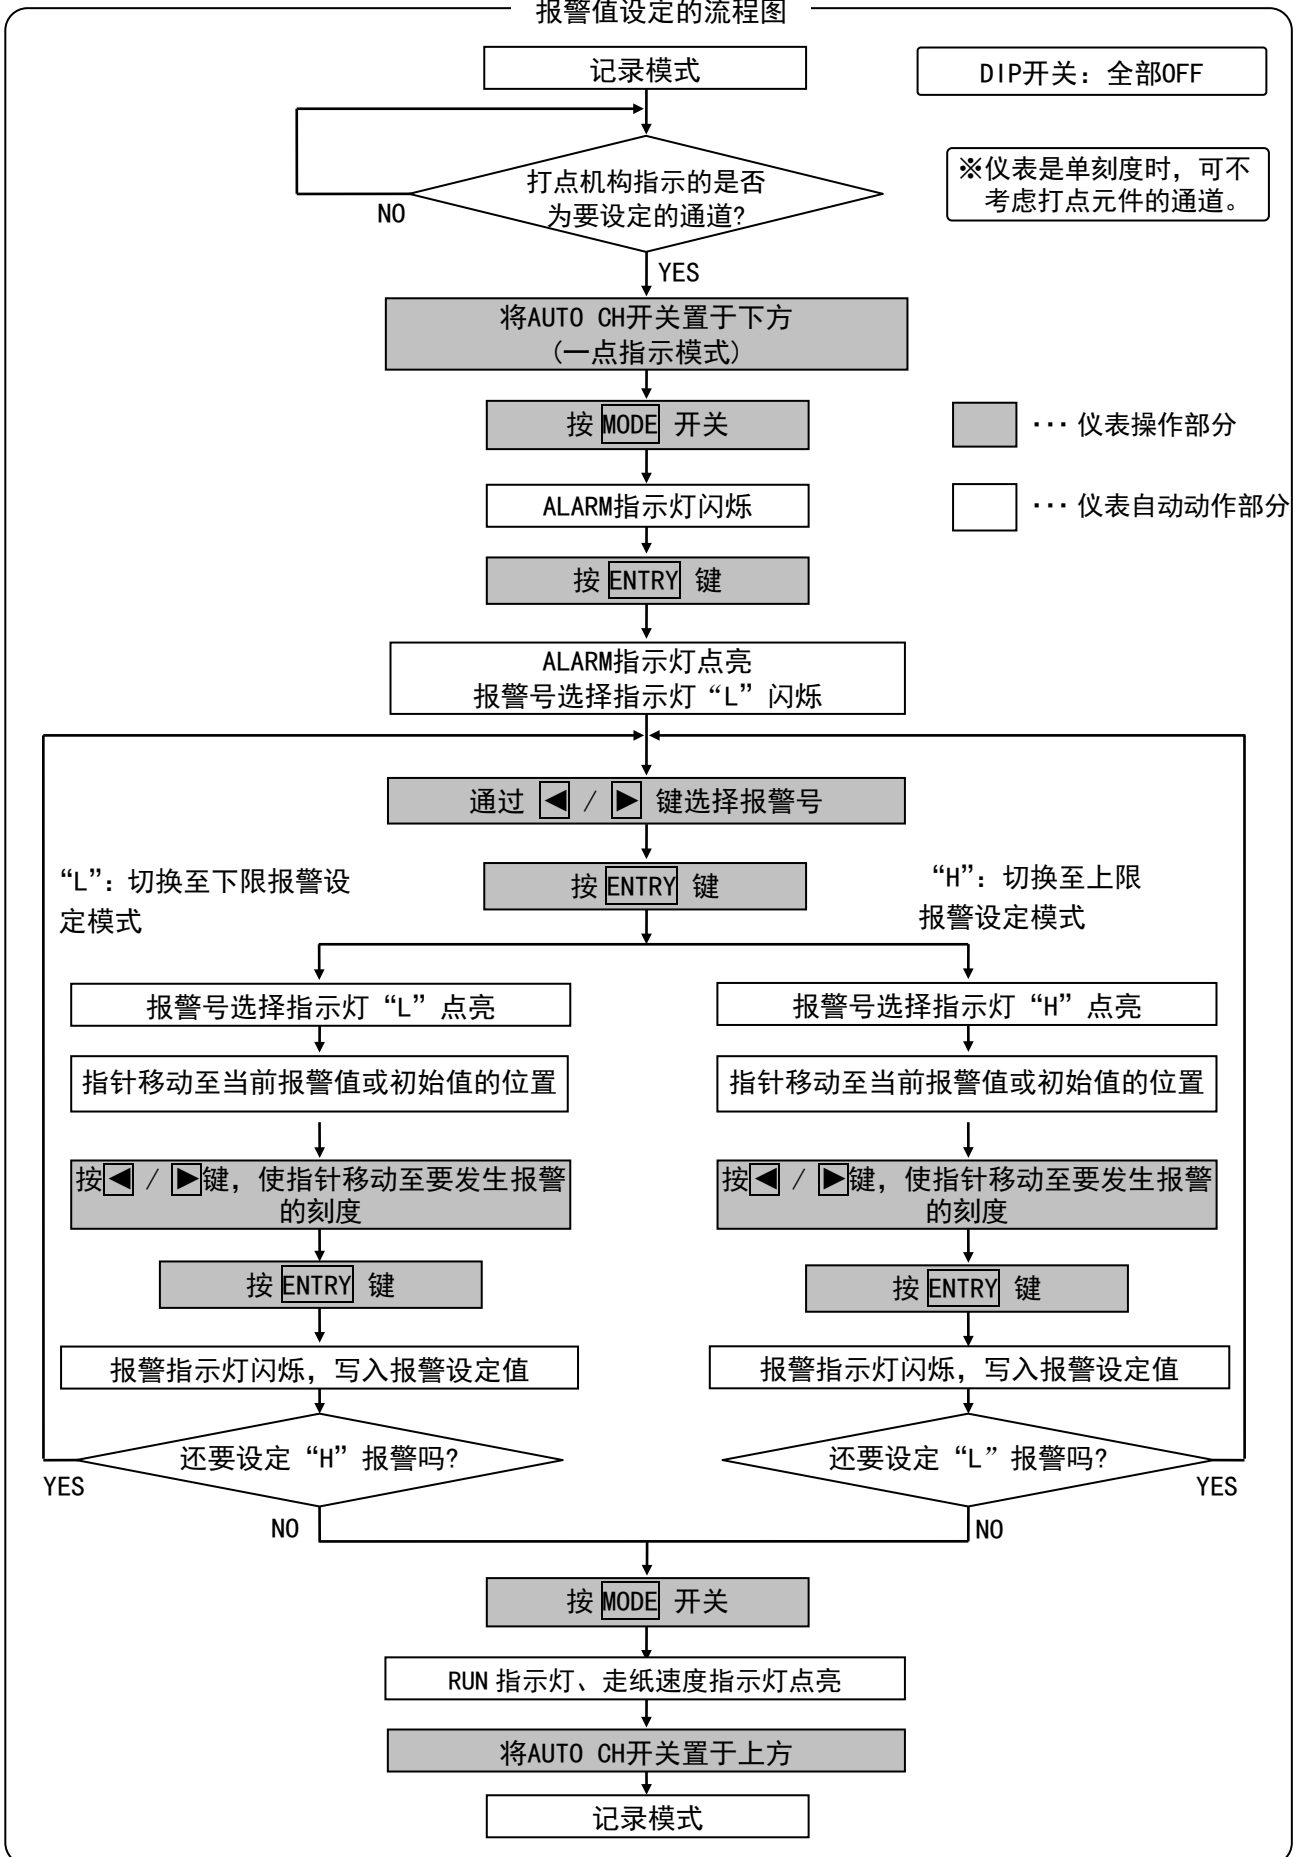 报警值设定的流程图
记录模式
DIP开关：全部OFF
打点机构指示的是否
为要设定的通道?
※仪表是单刻度时，可不
考虑打点元件的通道。
NO
YES
将AUTO CH开关置于下方
(一点指示模式)
按 MODE 开关
··· 仪表操作部分
ALARM指示灯闪烁
··· 仪表自动动作部分
按 ENTRY 键
ALARM指示灯点亮
报警号选择指示灯“L”闪烁
通过 ◀ / ▶ 键选择报警号
“L”：切换至下限报警设
定模式
按 ENTRY 键
“H”：切换至上限
报警设定模式
报警号选择指示灯“L”点亮
报警号选择指示灯“H”点亮
指针移动至当前报警值或初始值的位置
指针移动至当前报警值或初始值的位置
按◀ / ▶键，使指针移动至要发生报警
的刻度
按◀ / ▶键，使指针移动至要发生报警
的刻度
按 ENTRY 键
按 ENTRY 键
报警指示灯闪烁，写入报警设定值
报警指示灯闪烁，写入报警设定值
还要设定“H”报警吗?
还要设定“L”报警吗?
YES
YES
NO
NO
按 MODE 开关
RUN 指示灯、走纸速度指示灯点亮
将AUTO CH开关置于上方
记录模式